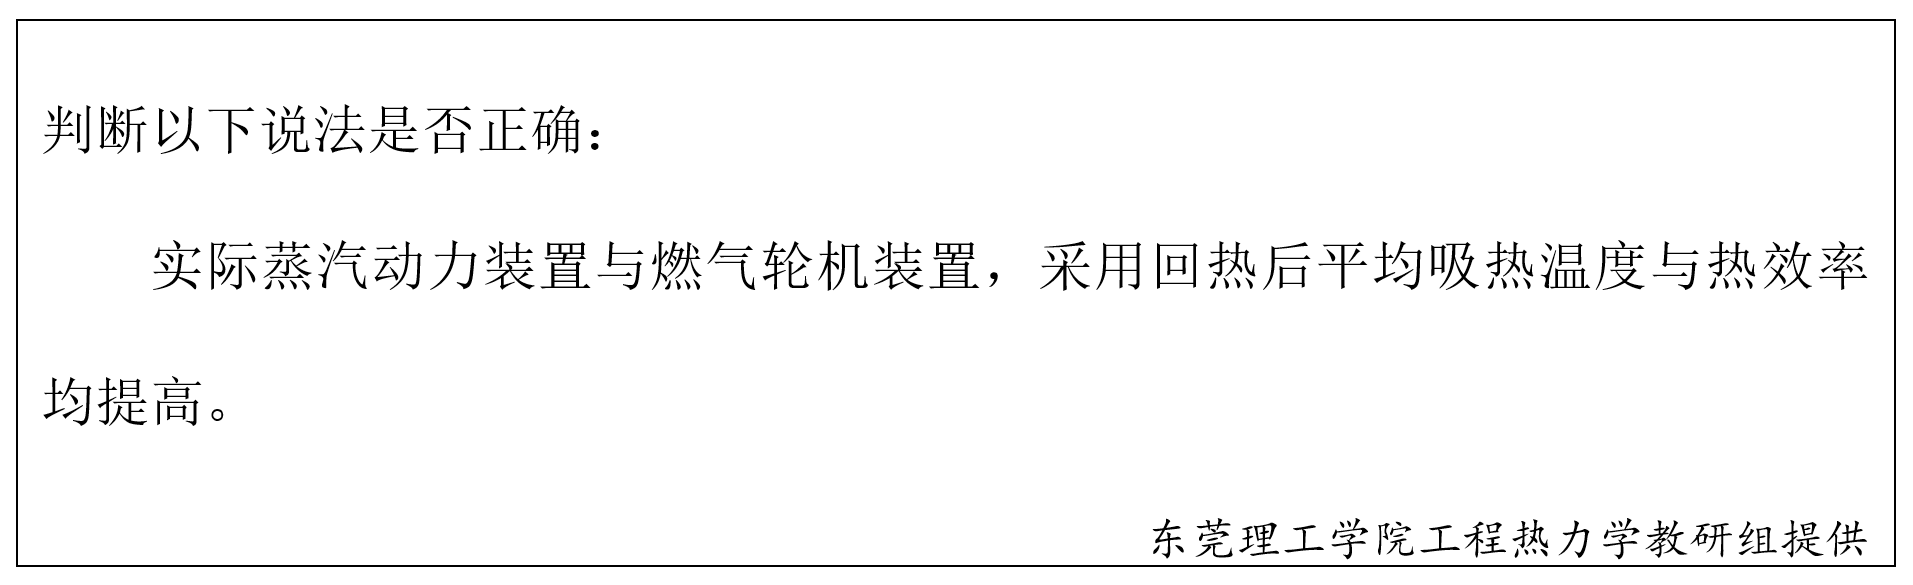 判断以下说法是否正确：
实际蒸汽动力装置与燃气轮机装置，采用回热后平均吸热温度与热效率
均提高。
东莞理工学院工程热力学教研组提供